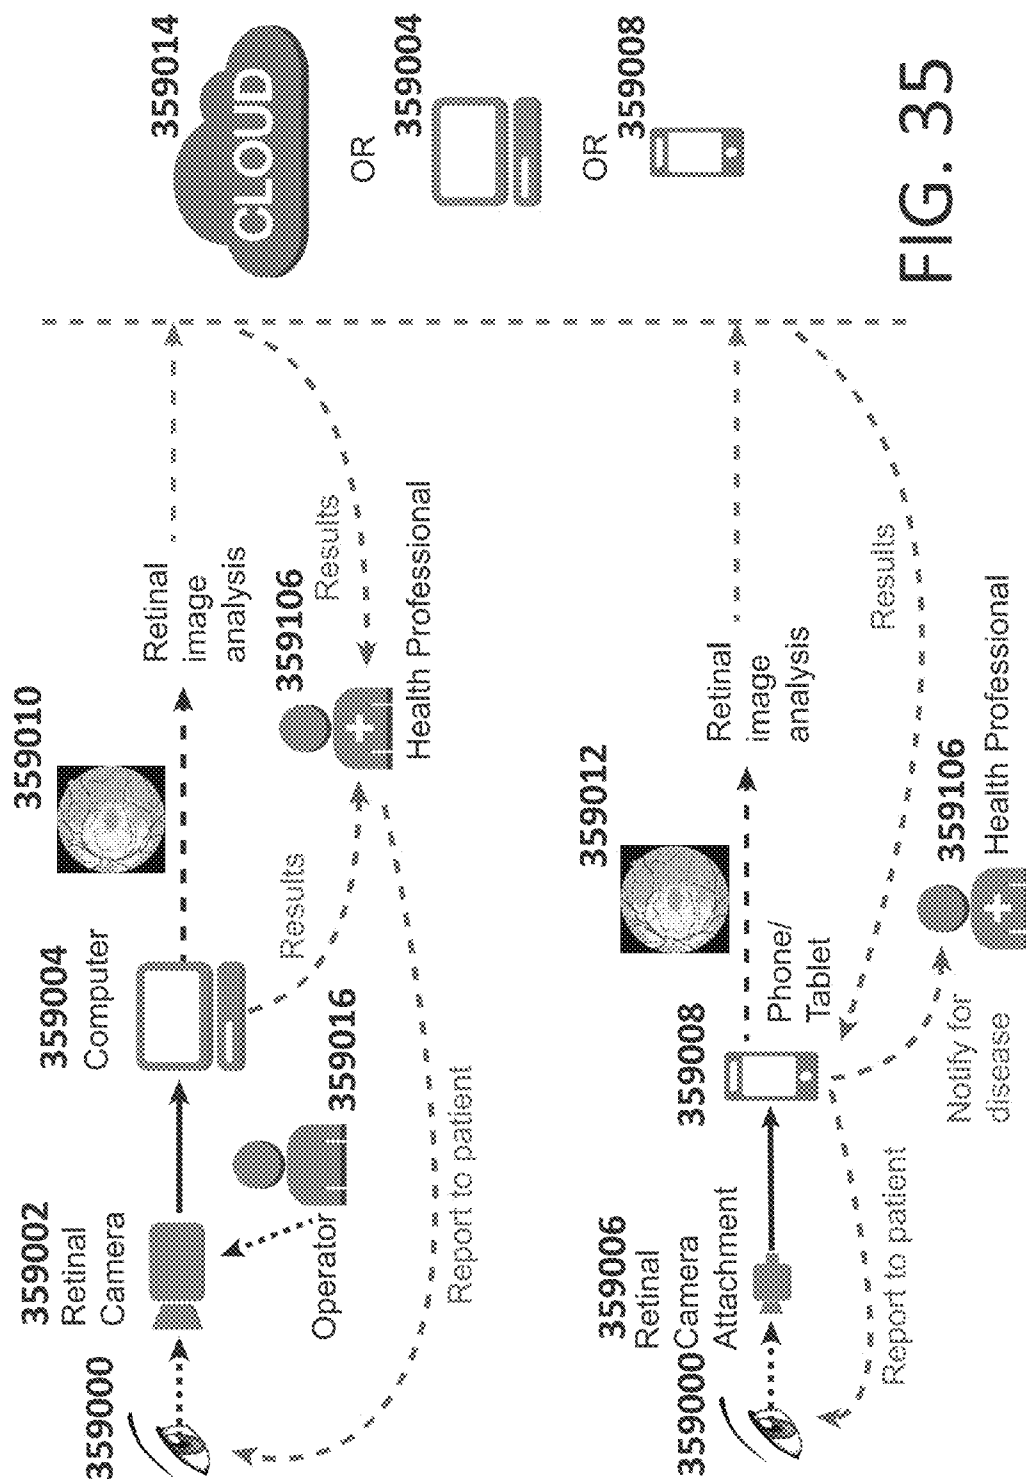 359000
359002
Retinal
Camera
359004
Computer
359010
Retinal
image
analysis
359014
CLOUD
OR
359004
OR
359008
Operator
359016
Results
359106
Results
Health Professional
Report to patient
359000
359006
Retinal
Camera
Attachment
359008
Phone/
Tablet
359012
Retinal
image
analysis
Results
Report to patient
Notify for
disease
359106
Health Professional
FIG. 35